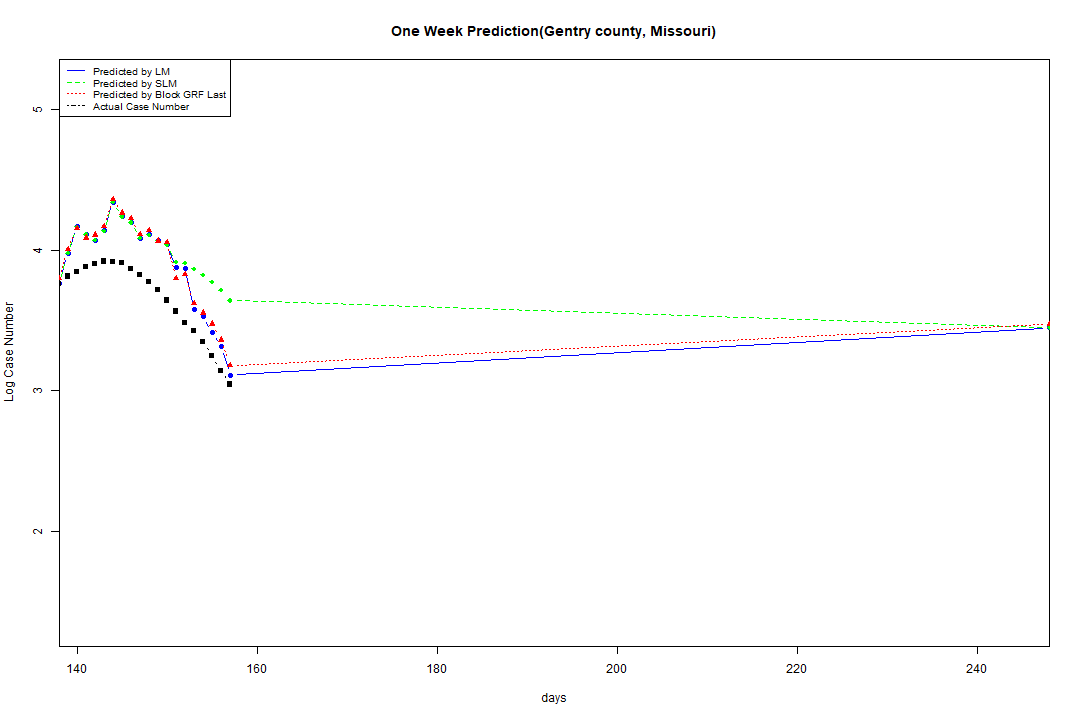 One Week Prediction(Gentry county, Missouri)
Predicted by LM
Predicted by SLM
Predicted by Block GRF Last
Actual Case Number
5
4
3
2
Log Case Number
140 160 180 200 220 240
days